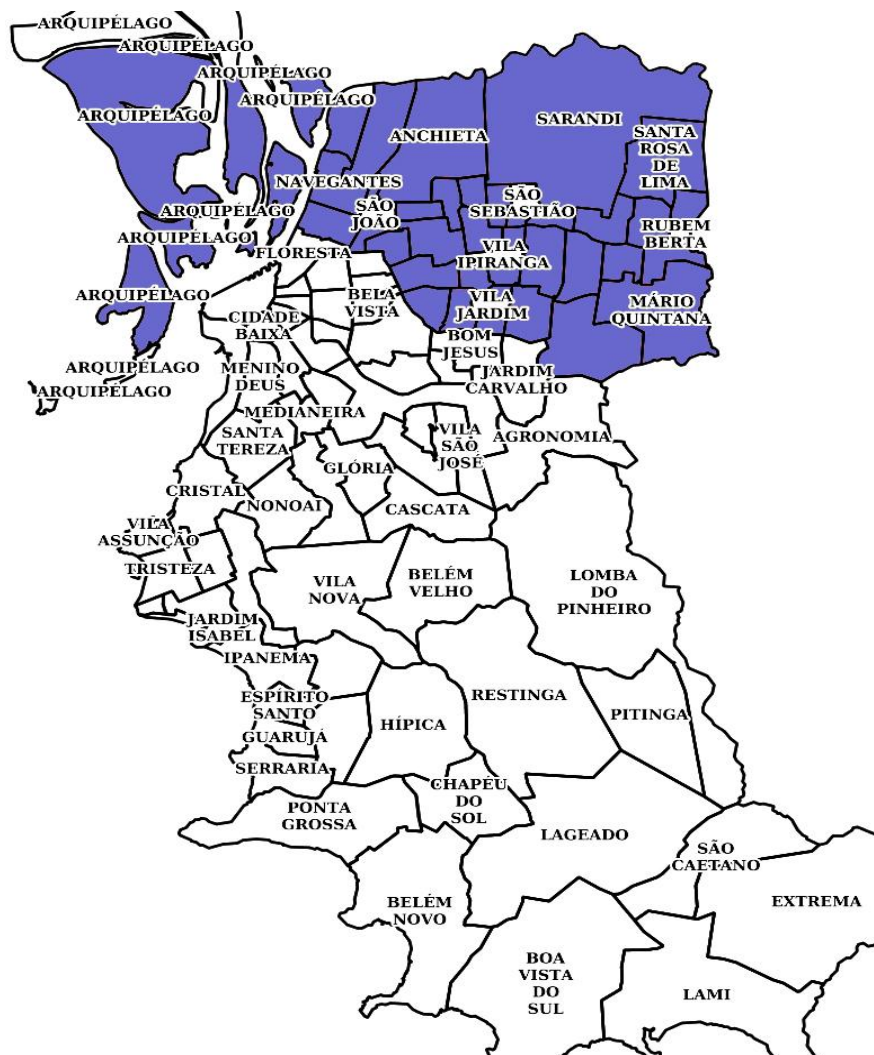 ARQUIPÉLAGO
ARQUIPÉLAGO
ARQUIPÉLAGO
ARQUIPÉLAGO
ARQUIPÉLAGO
ANCHIETA
SARANDI
SANTA
ROSA
DE
LIMA
NAVEGANTES
SÃO
JOÃO
SÃO
SEBASTIÃO
ARQUIPÉLAGO
RUBEM
BERTA
ARQUIPÉLAGO
FLORESTA
VILA
IPIRANGA
ARQUIPÉLAGO
BELA
VISTA
VILA
JARDIM
MÁRIO
QUINTANA
CIDADE
BAIXA
BOM
JESUS
ARQUIPÉLAGO
MENINO
DEUS
JARDIM
CARVALHO
ARQUIPÉLAGO
MEDIANEIRA
SANTA
TEREZA
VILA
SÃO
JOSÉ
AGRONOMIA
GLÓRIA
CRISTAL
NONOAI
CASCATA
VILA
ASSUNÇÃO
TRISTEZA
VILA
NOVA
BELÉM
VELHO
LOMBA
DO
PINHEIRO
JARDIM
ISABEL
IPANEMA
ESPÍRITO
SANTO
RESTINGA
PITINGA
HÍPICA
GUARUJÁ
SERRARIA
CHAPÉU
DO
SOL
PONTA
GROSSA
LAGEADO
SÃO
CAETANO
BELÉM
NOVO
EXTREMA
BOA
VISTA
DO
SUL
LAMI